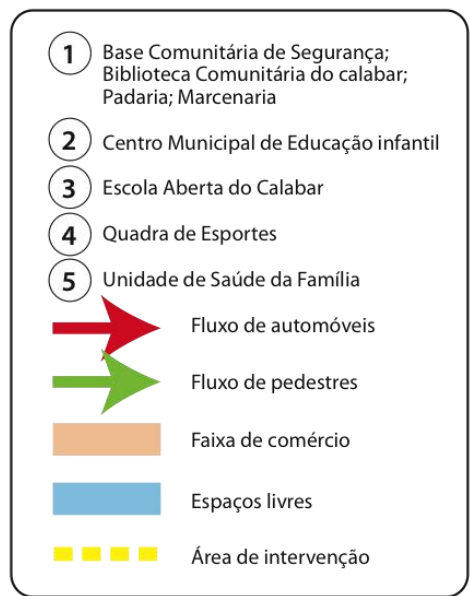 1 Base Comunitária de Segurança;
Biblioteca Comunitária do calabar;
Padaria; Marcenaria
2 Centro Municipal de Educação infantil
3 Escola Aberta do Calabar
4 Quadra de Esportes
5 Unidade de Saúde da Família
Fluxo de automóveis
Fluxo de pedestres
Faixa de comércio
Espaços livres
Área de intervenção